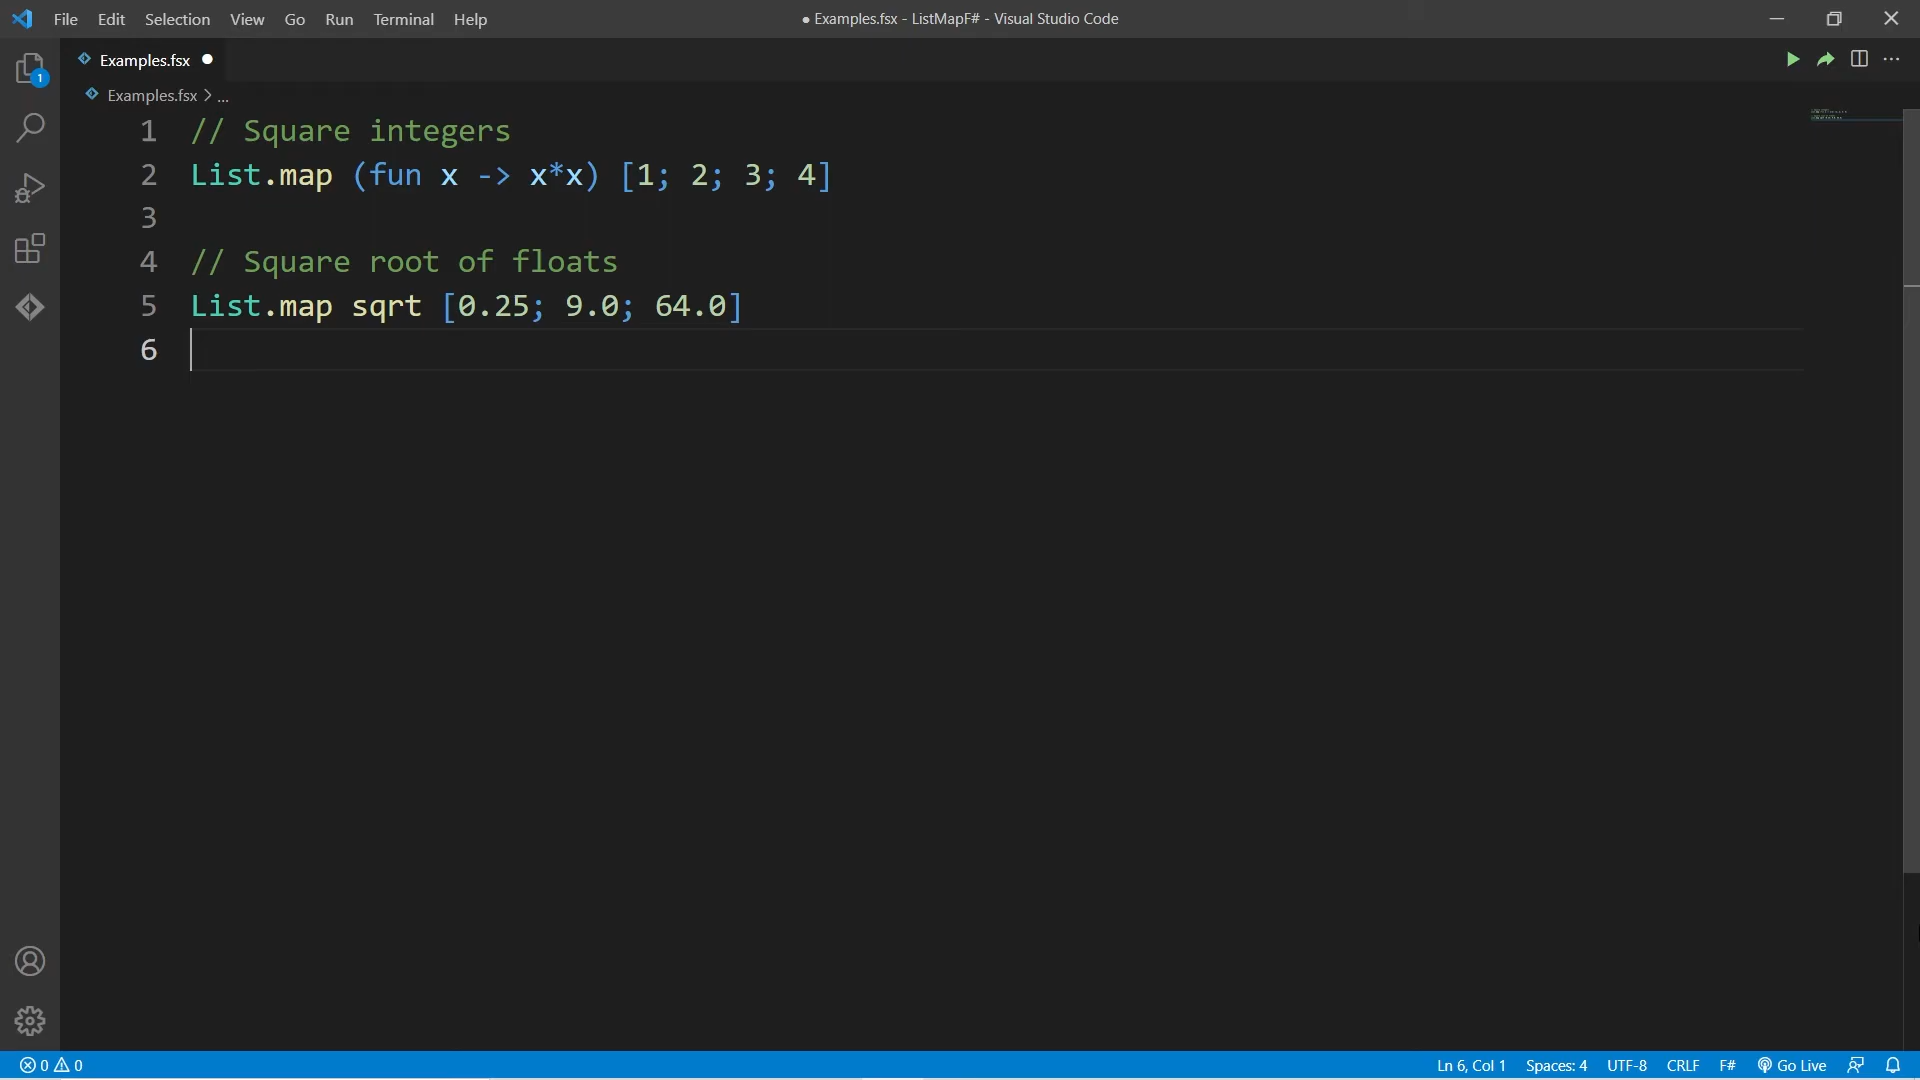 File Edit Selection View Go Run Terminal Help
● Examples.fsx - ListMapF# - Visual Studio Code
Examples.fsx ●
1
Examples.fsx > ...
1 // Square integers
2 List.map (fun x -> x*x) [1; 2; 3; 4]
3
4 // Square root of floats
5 List.map sqrt [0.25; 9.0; 64.0]
6
0 0
Ln 6, Col 1 Spaces: 4 UTF-8 CRLF F# Go Live